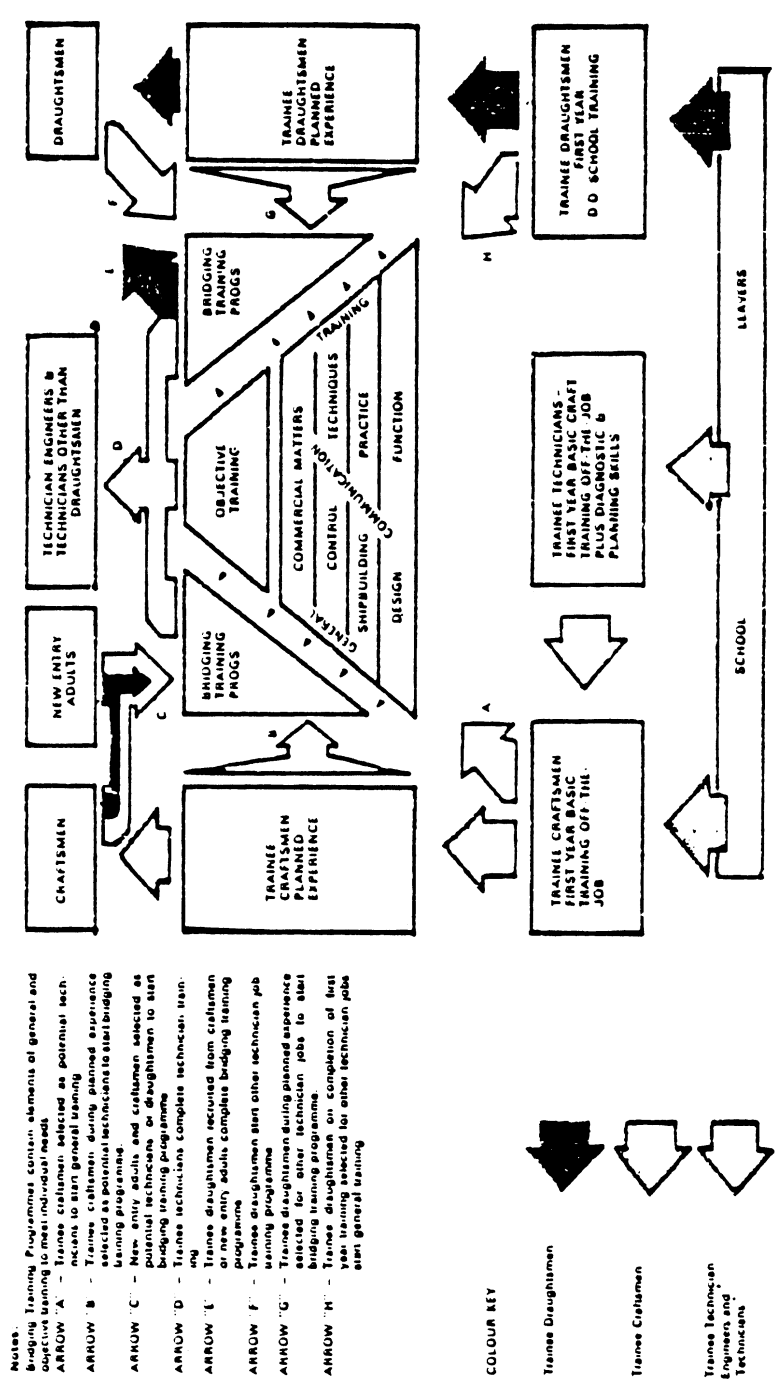 Notes.
Bridging Training Programmes contain elements of general and
objective training to meet individual needs
ARROW "A" - Trainee craftsmen selected as potential tech-
nicians to start general training
ARROW "B" - Trainee craftsmen during planned experience
selected as potential technicians to start bridging
training programme.
ARROW "C" - New entry adults and craftsmen selected as
potential technicians or draughtsmen to start
bridging training programme
ARROW "D" - Trainee technicians complete technician train-
ing
ARROW "E" - Trainee draughtsmen recruited from craftsmen
or new entry adults complete bridging training
programme
ARROW "F" - Trainee draughtsmen start other technician job
training programme
ARROW "G" - Trainee draughtsmen during planned experience
selected for other technician jobs to start
bridging training programme.
ARROW "H" - Trainee draughtsmen on completion of first
year training selected for other technician jobs
start general training
COLOUR KEY
Trainee Draughtsmen
Trainee Craftsmen
Trainee Technician
Engineers and
Technicians
CRAFTSMEN
NEW ENTRY
ADULTS
TECHNICIAN ENGINEERS &
TECHNICIANS OTHER THAN
DRAUGHTSMEN
DRAUGHTSMEN
C
D
E
F
TRAINEE
CRAFTSMEN
PLANNED
EXPERIENCE
B
BRIDGING
TRAINING
PROGS
OBJECTIVE
TRAINING
BRIDGING
TRAINING
PROGS
G
TRAINEE
DRAUGHTSMEN
PLANNED
EXPERIENCE
COMMERCIAL MATTERS
GENERAL
COMMUNICATION
TRAINING
CONTROL TECHNIQUES
SHIPBUILDING PRACTICE
DESIGN FUNCTION
A
H
TRAINEE CRAFTSMEN
FIRST YEAR BASIC
TRAINING OFF-THE-
JOB
TRAINEE TECHNICIANS -
FIRST YEAR BASIC CRAFT
TRAINING OFF-THE-JOB
PLUS DIAGNOSTIC &
PLANNING SKILLS
TRAINEE DRAUGHTSMEN
FIRST YEAR
D D SCHOOL TRAINING
SCHOOL LEAVERS